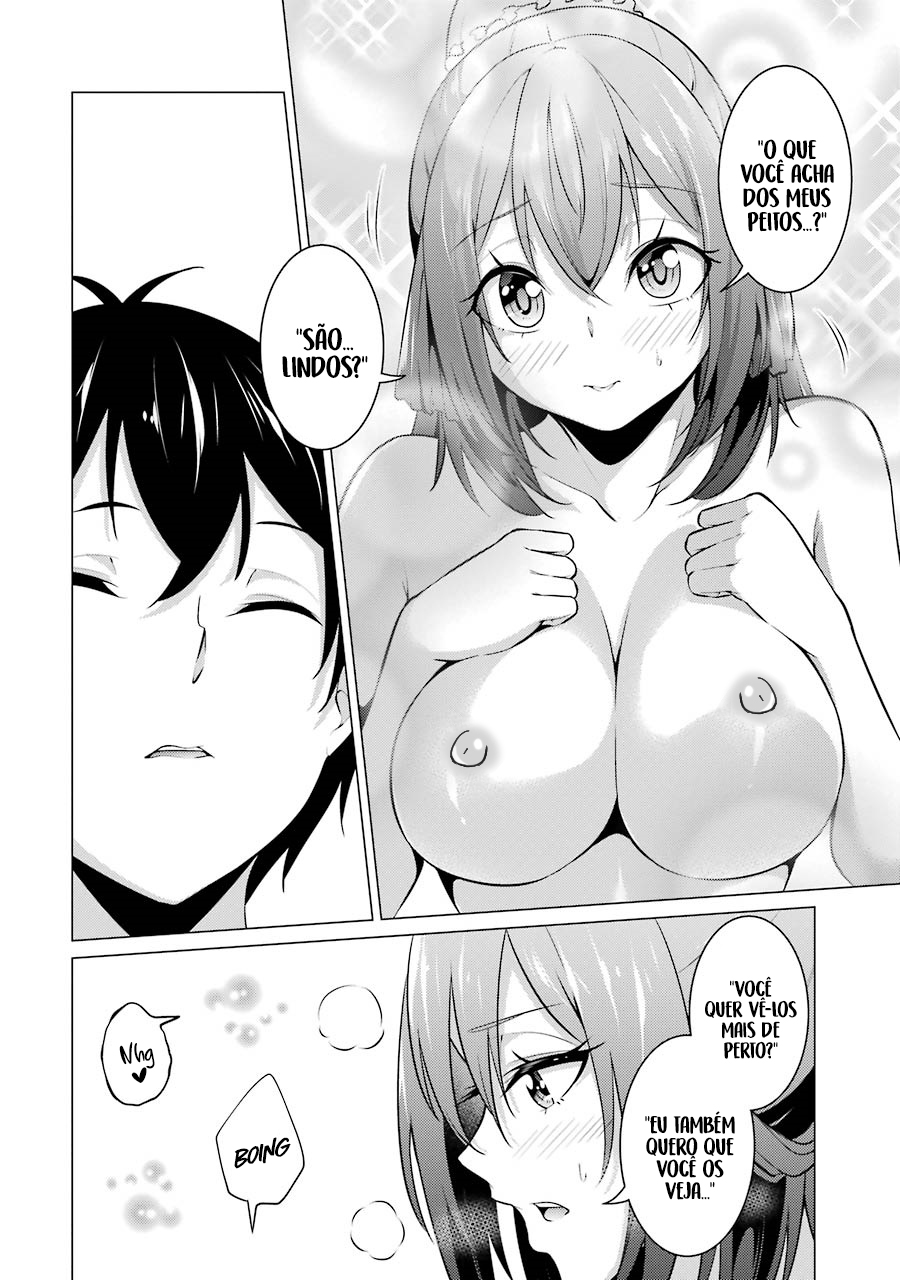 "O QUE
VOCÊ ACHA
DOS MEUS
PEITOS...?"
"SÃO...
LINDOS?"
"VOCÊ
QUER VÊ-LOS
MAIS DE
PERTO?"
"EU TAMBÉM
QUERO QUE
VOCÊ OS
VEJA..."
Nhg
BOING